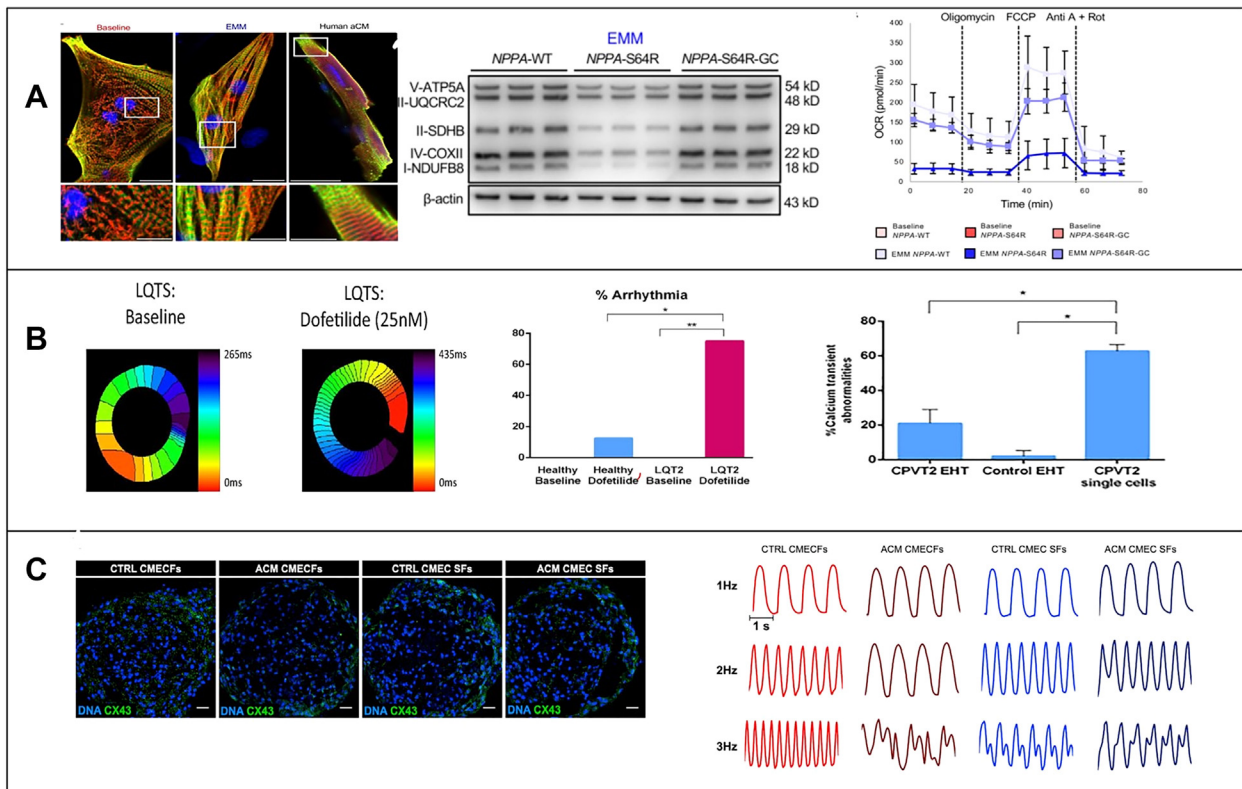 A
Baseline
EMM
Human aCM
EMM
NPPA-WT
NPPA-S64R
NPPA-S64R-GC
V-ATP5A
II-UQCRC2
II-SDHB
IV-COXII
I-NDUFB8
β-actin
54 kD
48 kD
29 kD
22 kD
18 kD
43 kD
Oligomycin
FCCP
Anti A + Rot
OCR (pmol/min)
400
350
300
250
200
150
100
50
0
0
20
40
60
80
Time (min)
Baseline NPPA-WT
Baseline NPPA-S64R
Baseline NPPA-S64R-GC
EMM NPPA-WT
EMM NPPA-S64R
EMM NPPA-S64R-GC
B
LQTS:
Baseline
265ms
0ms
LQTS:
Dofetilide (25nM)
435ms
0ms
% Arrhythmia
*
**
80
60
40
20
0
Healthy Baseline
Healthy Dofetilide
LQT2 Baseline
LQT2 Dofetilide
%Calcium transient abnormalities
80
60
40
20
0
*
*
CPVT2 EHT
Control EHT
CPVT2 single cells
C
CTRL CMECFs
ACM CMECFs
CTRL CMEC SFs
ACM CMEC SFs
DNA CX43
DNA CX43
DNA CX43
DNA CX43
CTRL CMECFs
ACM CMECFs
CTRL CMEC SFs
ACM CMEC SFs
1Hz
1 s
2Hz
3Hz